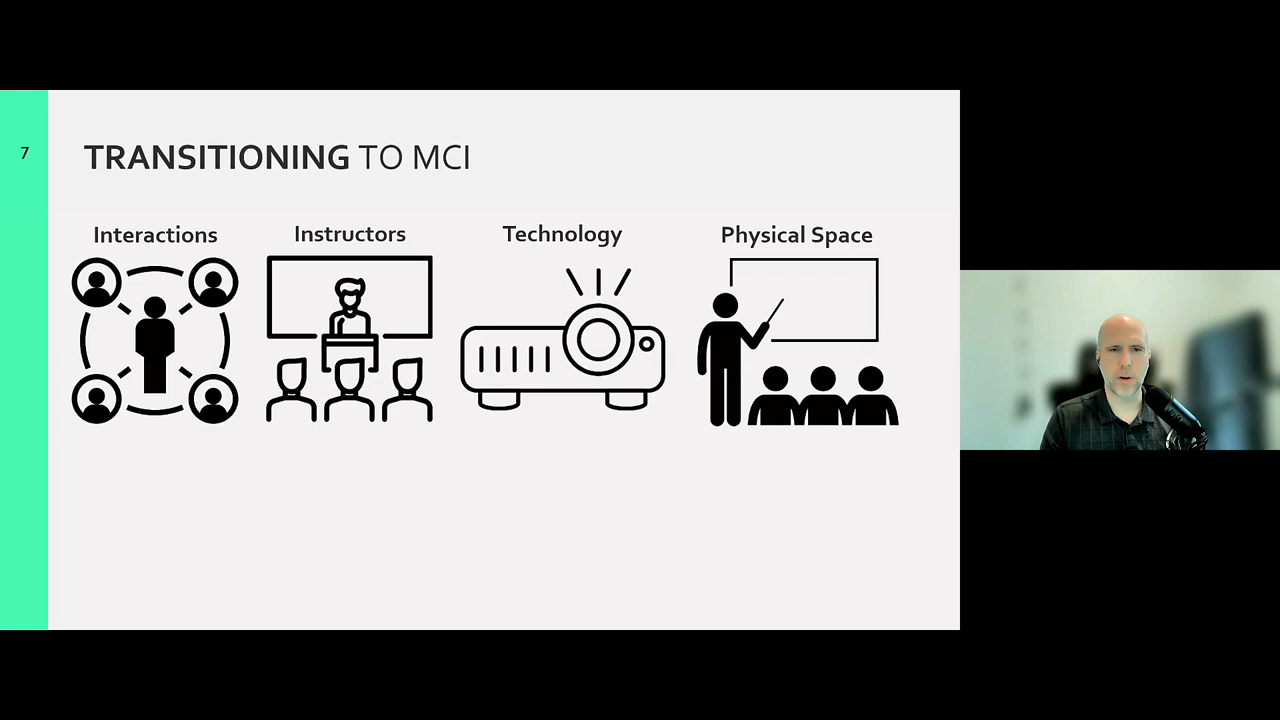 7
TRANSITIONING TO MCI
Interactions
Instructors
Technology
Physical Space